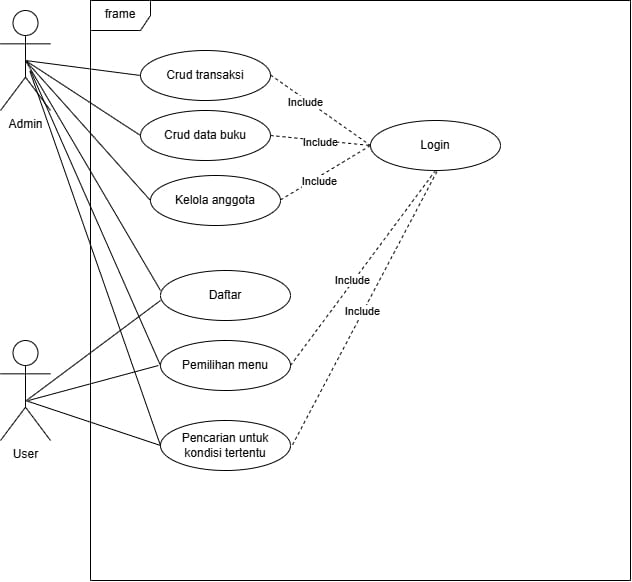 frame
Crud transaksi
Include
Admin
Crud data buku
Include
Login
Include
Kelola anggota
Include
Daftar
Include
Pemilihan menu
Pencarian untuk
kondisi tertentu
User